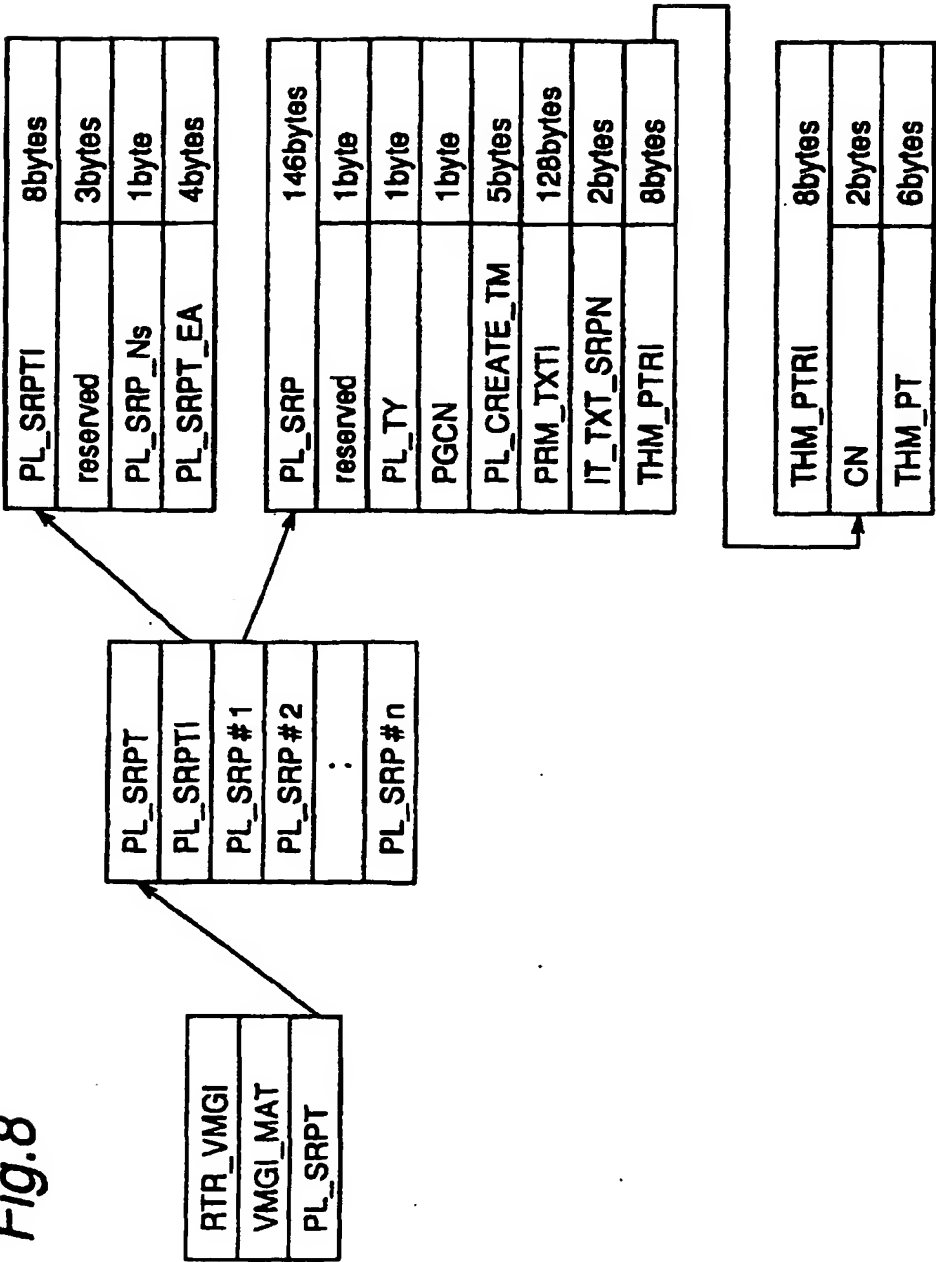 Fig.8
RTR_VMGI
VMGI_MAT
PL_SRPT
PL_SRPT
PL_SRPTI
PL_SRP#1
PL_SRP#2
:
PL_SRP#n
PL_SRPTI 8bytes
reserved 3bytes
PL_SRP_Ns 1byte
PL_SRPT_EA 4bytes
PL_SRP 146bytes
reserved 1byte
PL_TY 1byte
PGCN 1byte
PL_CREATE_TM 5bytes
PRM_TXTI 128bytes
IT_TXT_SRPN 2bytes
THM_PTRI 8bytes
THM_PTRI 8bytes
CN 2bytes
THM_PT 6bytes